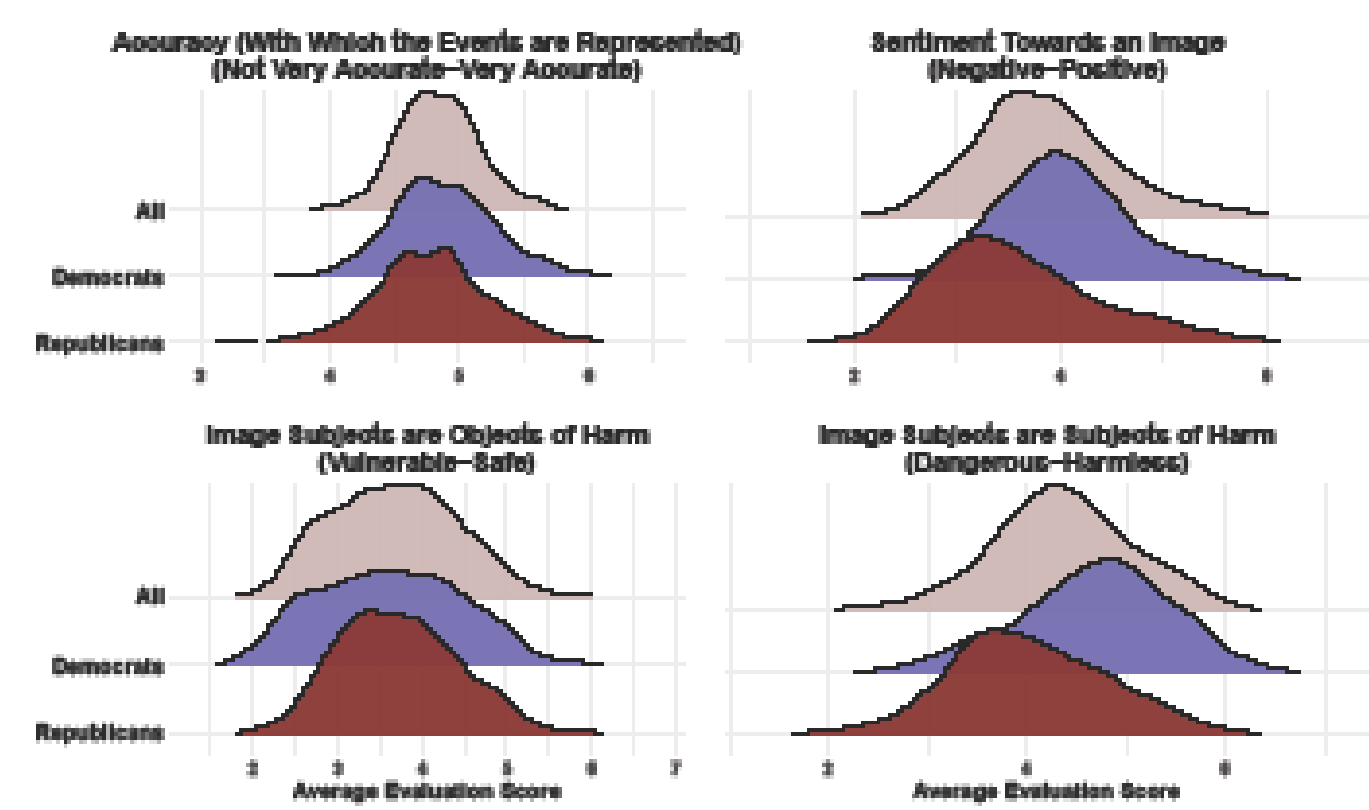 Accuracy (With Which the Events are Represented)
(Not Very Accurate–Very Accurate)
All
Democrats
Republicans
3 4 5 6
Sentiment Towards an Image
(Negative–Positive)
2 4 6
Image Subjects are Objects of Harm
(Vulnerable–Safe)
All
Democrats
Republicans
2 3 4 5 6 7
Average Evaluation Score
Image Subjects are Subjects of Harm
(Dangerous–Harmless)
2 4 6
Average Evaluation Score